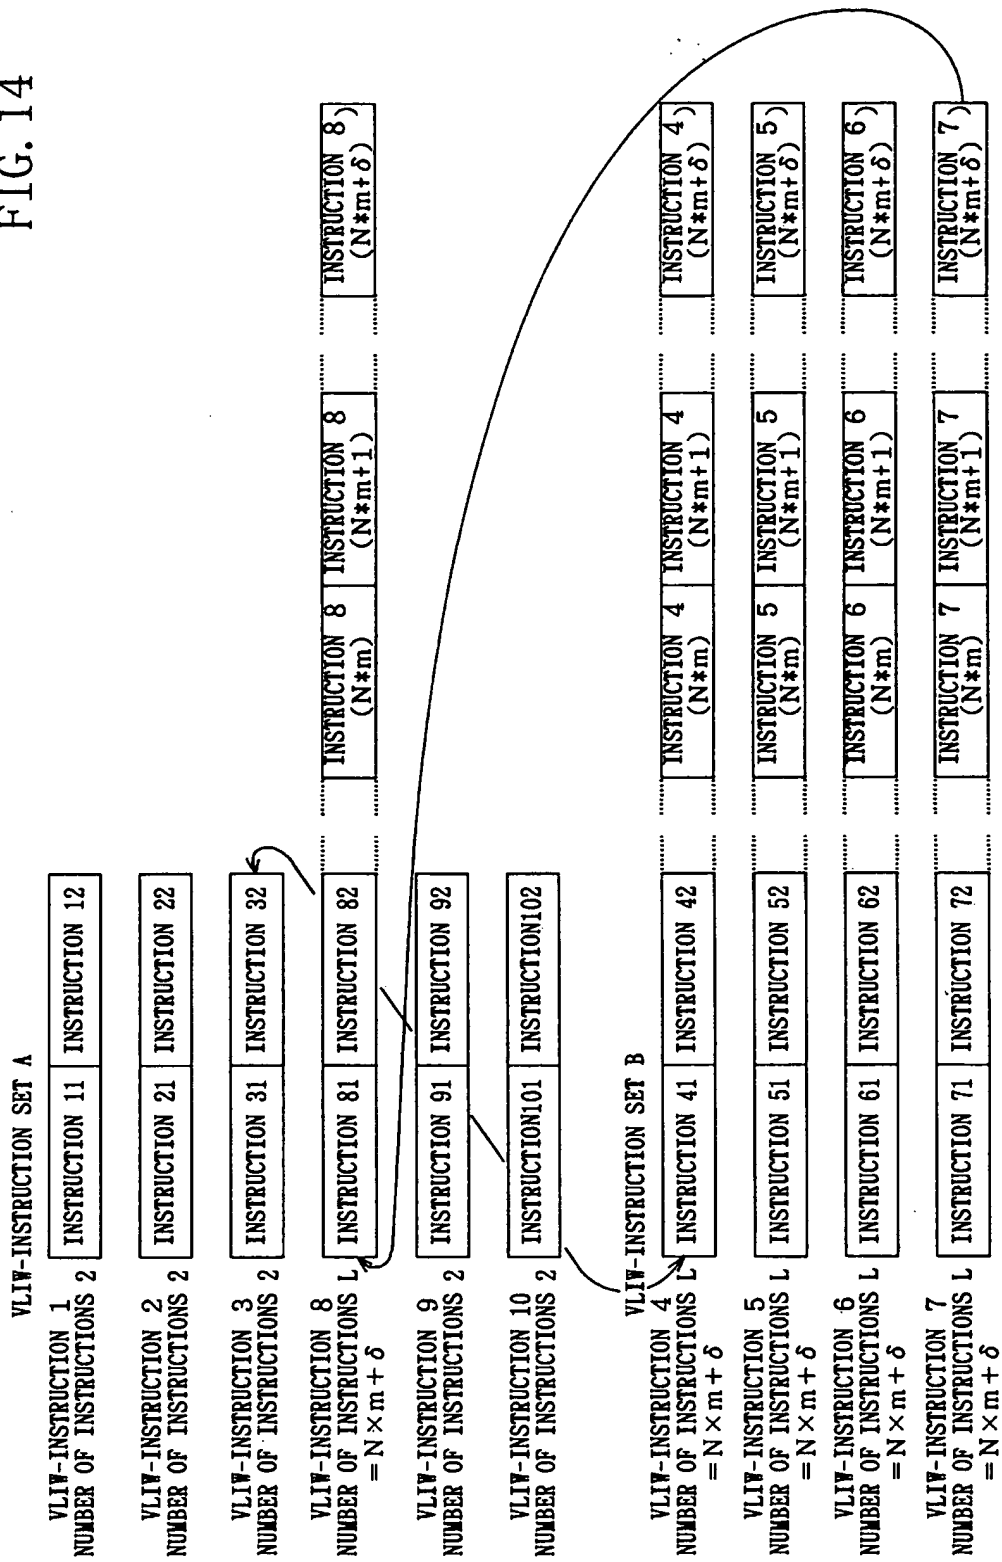 FIG. 14
VLIW-INSTRUCTION SET A
VLIW-INSTRUCTION 1
NUMBER OF INSTRUCTIONS 2
INSTRUCTION 11
INSTRUCTION 12
VLIW-INSTRUCTION 2
NUMBER OF INSTRUCTIONS 2
INSTRUCTION 21
INSTRUCTION 22
VLIW-INSTRUCTION 3
NUMBER OF INSTRUCTIONS 2
INSTRUCTION 31
INSTRUCTION 32
VLIW-INSTRUCTION 8
NUMBER OF INSTRUCTIONS L
=N×m+δ
INSTRUCTION 81
INSTRUCTION 82
INSTRUCTION 8
(N*m)
INSTRUCTION 8
(N*m+1)
INSTRUCTION 8
(N*m+δ)
VLIW-INSTRUCTION 9
NUMBER OF INSTRUCTIONS 2
INSTRUCTION 91
INSTRUCTION 92
VLIW-INSTRUCTION 10
NUMBER OF INSTRUCTIONS 2
INSTRUCTION101
INSTRUCTION102
VLIW-INSTRUCTION SET B
VLIW-INSTRUCTION 4
NUMBER OF INSTRUCTIONS L
=N×m+δ
INSTRUCTION 41
INSTRUCTION 42
INSTRUCTION 4
(N*m)
INSTRUCTION 4
(N*m+1)
INSTRUCTION 4
(N*m+δ)
VLIW-INSTRUCTION 5
NUMBER OF INSTRUCTIONS L
=N×m+δ
INSTRUCTION 51
INSTRUCTION 52
INSTRUCTION 5
(N*m)
INSTRUCTION 5
(N*m+1)
INSTRUCTION 5
(N*m+δ)
VLIW-INSTRUCTION 6
NUMBER OF INSTRUCTIONS L
=N×m+δ
INSTRUCTION 61
INSTRUCTION 62
INSTRUCTION 6
(N*m)
INSTRUCTION 6
(N*m+1)
INSTRUCTION 6
(N*m+δ)
VLIW-INSTRUCTION 7
NUMBER OF INSTRUCTIONS L
=N×m+δ
INSTRUCTION 71
INSTRUCTION 72
INSTRUCTION 7
(N*m)
INSTRUCTION 7
(N*m+1)
INSTRUCTION 7
(N*m+δ)